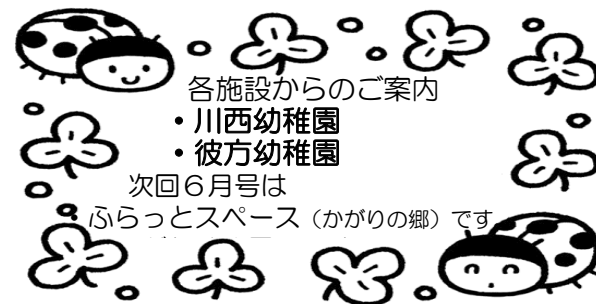 各施設からのご案内
・川西幼稚園
・彼方幼稚園
次回６月号は
ふらっとスペース（かがりの郷）です